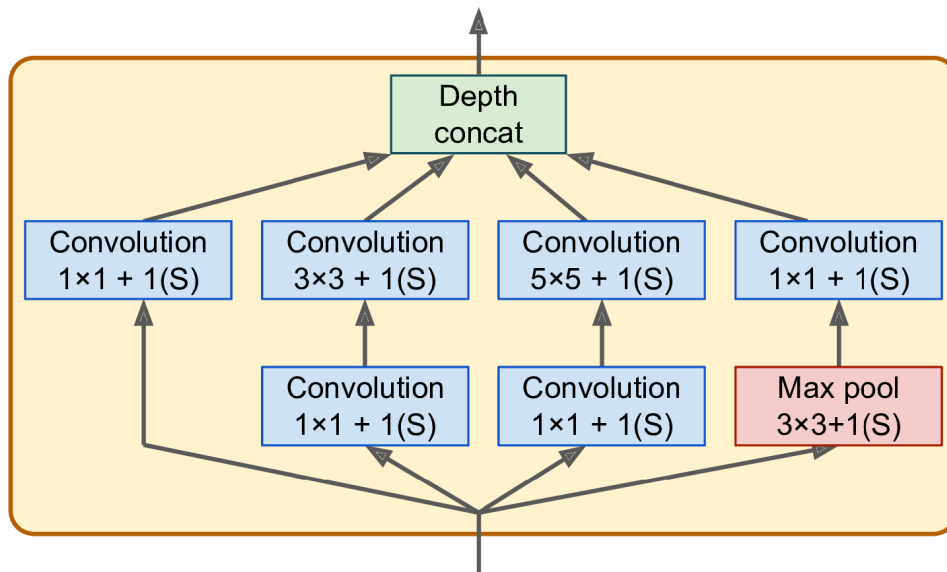 Depth
concat
Convolution
1×1 + 1(S)
Convolution
3×3 + 1(S)
Convolution
5×5 + 1(S)
Convolution
1×1 + 1(S)
Convolution
1×1 + 1(S)
Convolution
1×1 + 1(S)
Max pool
3×3+1(S)